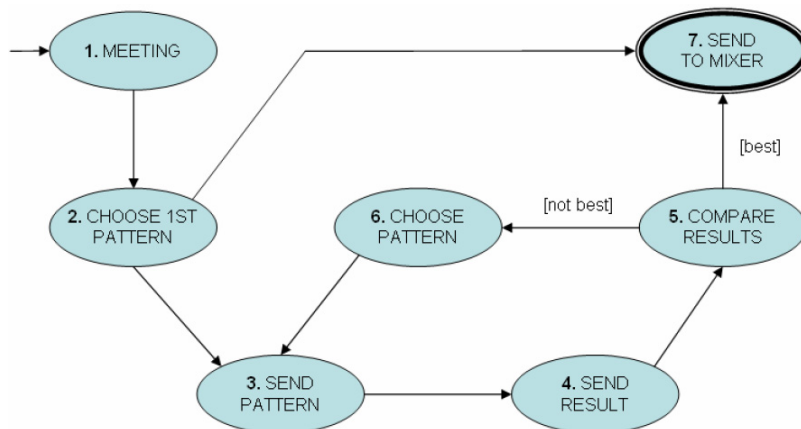 1. MEETING
7. SEND
TO MIXER
[best]
2. CHOOSE 1ST
PATTERN
6. CHOOSE
PATTERN
[not best]
5. COMPARE
RESULTS
3. SEND
PATTERN
4. SEND
RESULT